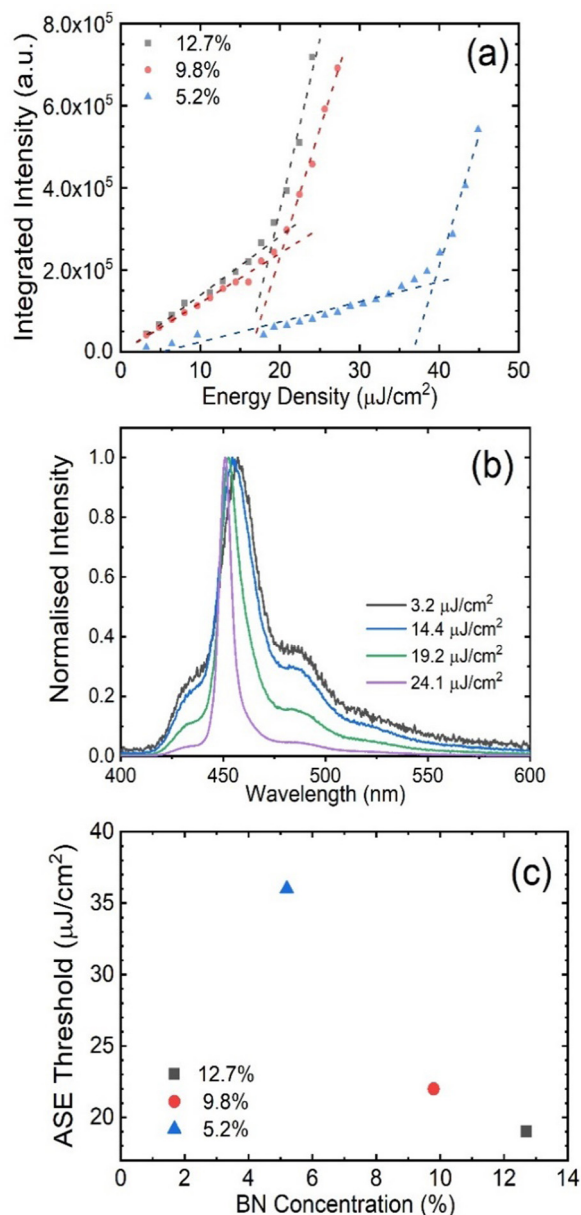 (a)
12.7%
9.8%
5.2%
8.0x10⁵
6.0x10⁵
4.0x10⁵
2.0x10⁵
0.0
Integrated Intensity (a.u.)
0 10 20 30 40 50
Energy Density (μJ/cm²)
(b)
1.0
0.8
0.6
0.4
0.2
0.0
Normalised Intensity
3.2 μJ/cm²
14.4 μJ/cm²
19.2 μJ/cm²
24.1 μJ/cm²
400 450 500 550 600
Wavelength (nm)
(c)
40
35
30
25
20
ASE Threshold (μJ/cm²)
12.7%
9.8%
5.2%
0 2 4 6 8 10 12 14
BN Concentration (%)